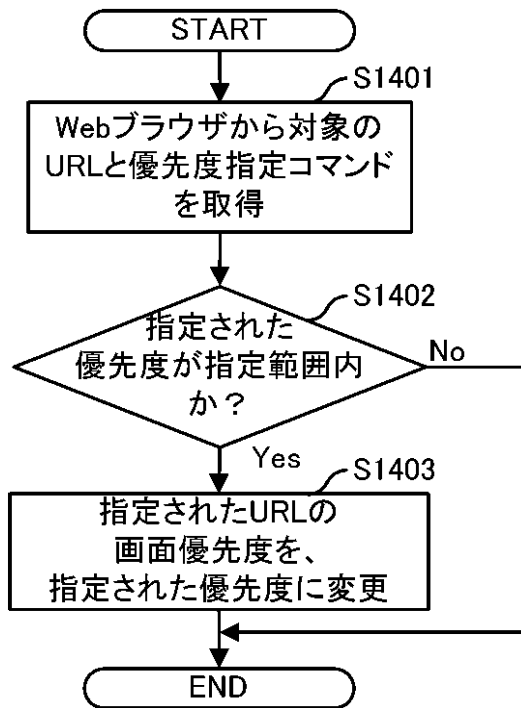 START
S1401
Webブラウザから対象の
URLと優先度指定コマンド
を取得
S1402
指定された
優先度が指定範囲内
か？
No
Yes
S1403
指定されたURLの
画面優先度を、
指定された優先度に変更
END